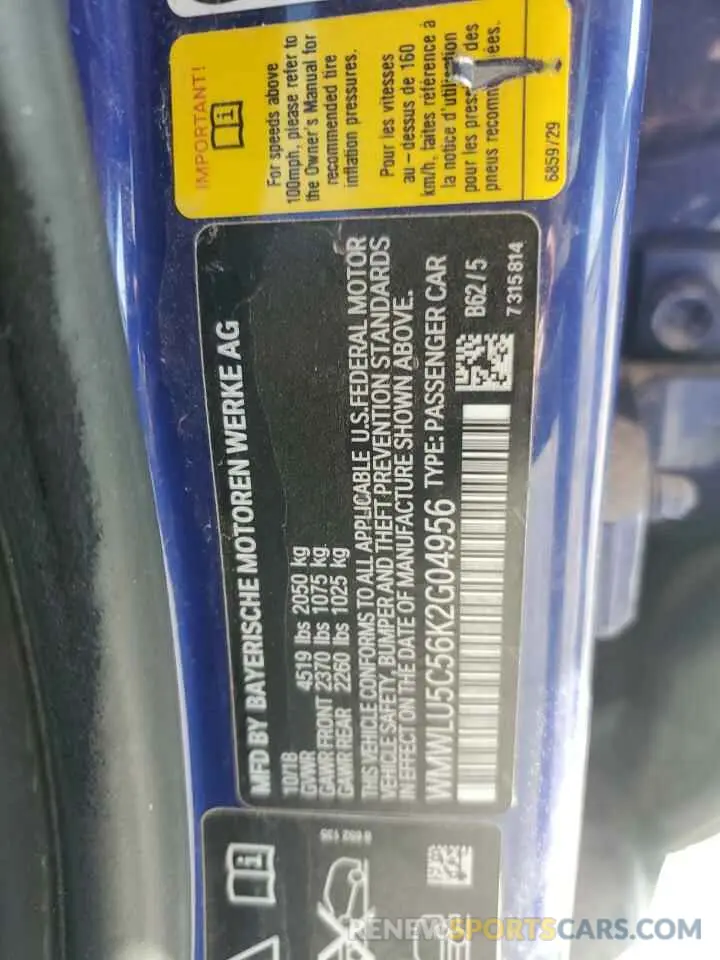 IMPORTANT!
For speeds above
100mph, please refer to
the Owner's Manual for
recommended tire
inflation pressures.
Pour les vitesses
au-dessus de 160
km/h, faites référence à
la notice d'utilisation
pour les des
pneus
6859/29
MFD BY BAYERISCHE MOTOREN WERKE AG
10/18
GVWR 4519 lbs 2050 kg
GAWR FRONT 2370 lbs 1075 kg
GAWR REAR 2260 lbs 1025 kg
THIS VEHICLE CONFORMS TO ALL APPLICABLE U.S.FEDERAL MOTOR
VEHICLE SAFETY, BUMPER AND THEFT PREVENTION STANDARDS
IN EFFECT ON THE DATE OF MANUFACTURE SHOWN ABOVE.
WMWLU5C56K2G04956 TYPE: PASSENGER CAR
B62/5
7315814
RENEWSPORTSCARS.COM